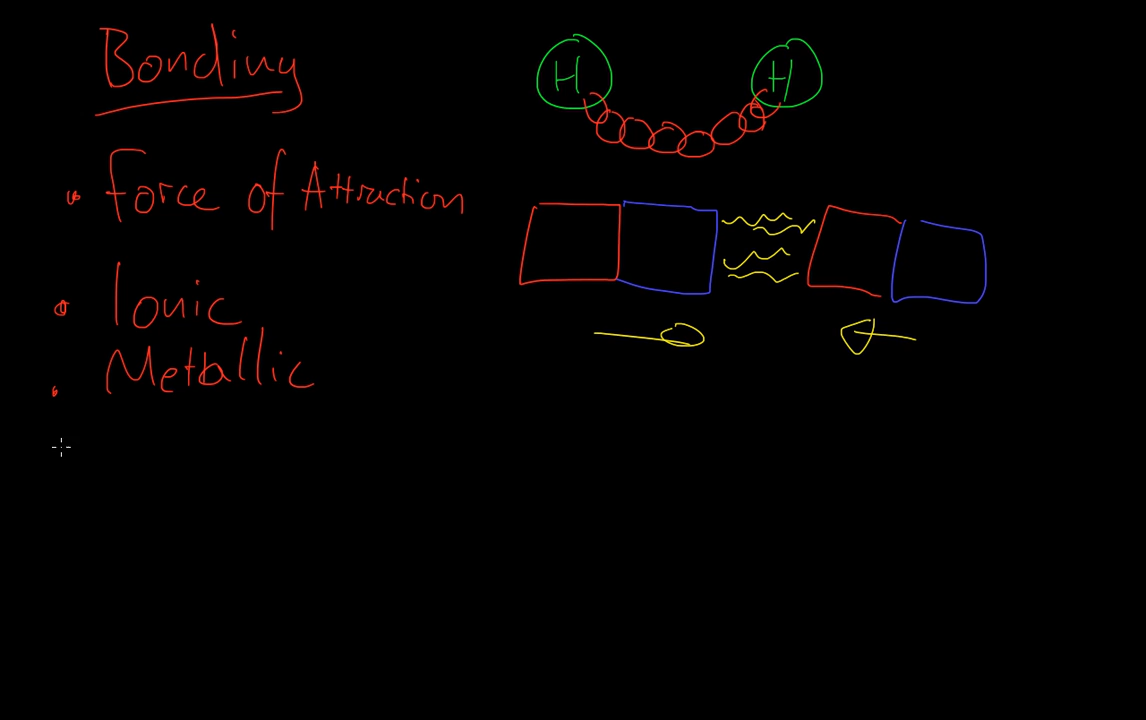 Bonding
H H
Force of Attraction
Ionic
Metallic